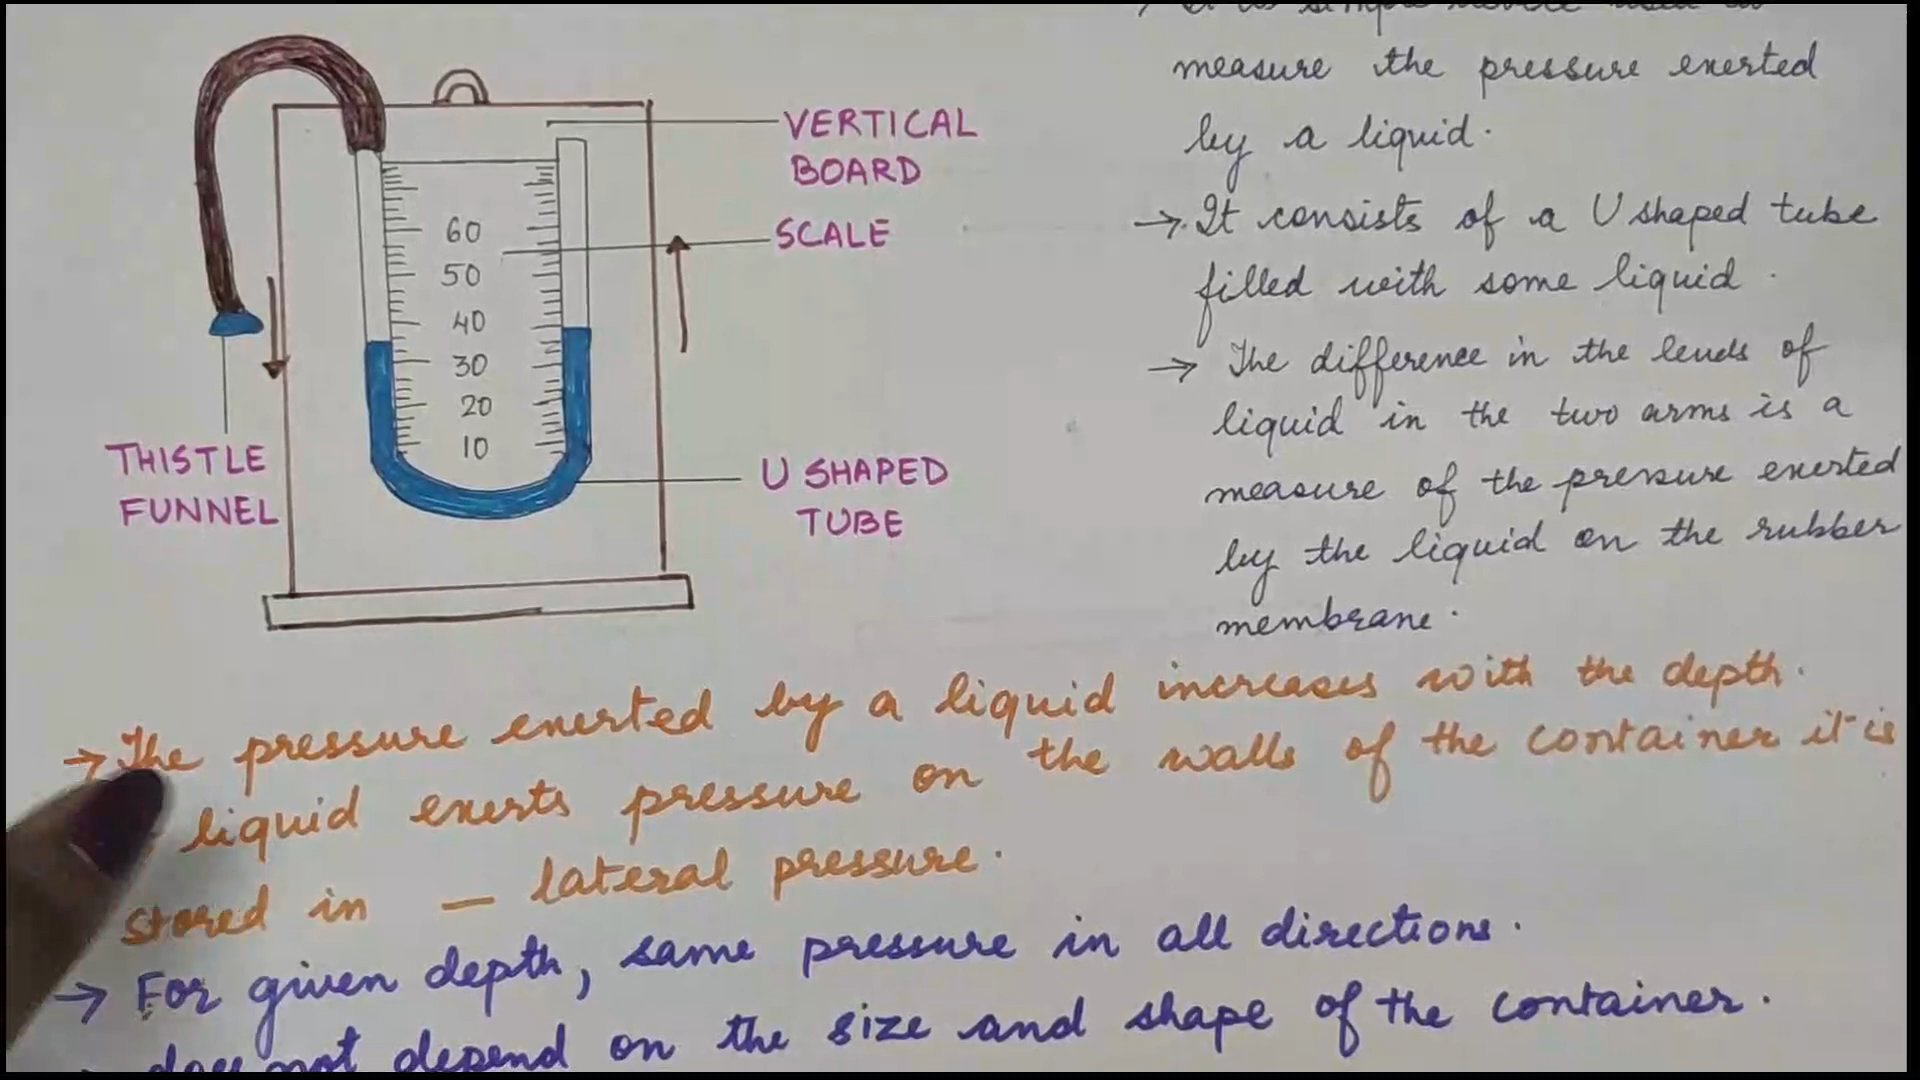 VERTICAL
BOARD
SCALE
60
50
40
30
20
10
THISTLE
FUNNEL
U SHAPED
TUBE
measure the pressure exerted
by a liquid.
→ It consists of a U shaped tube
filled with some liquid.
→ The difference in the levels of
liquid in the two arms is a
measure of the pressure exerted
by the liquid on the rubber
membrane.
→ The pressure exerted by a liquid increases with the depth.
liquid exerts pressure on the walls of the container it is
stored in — lateral pressure.
→ For given depth, same pressure in all directions.
does not depend on the size and shape of the container.